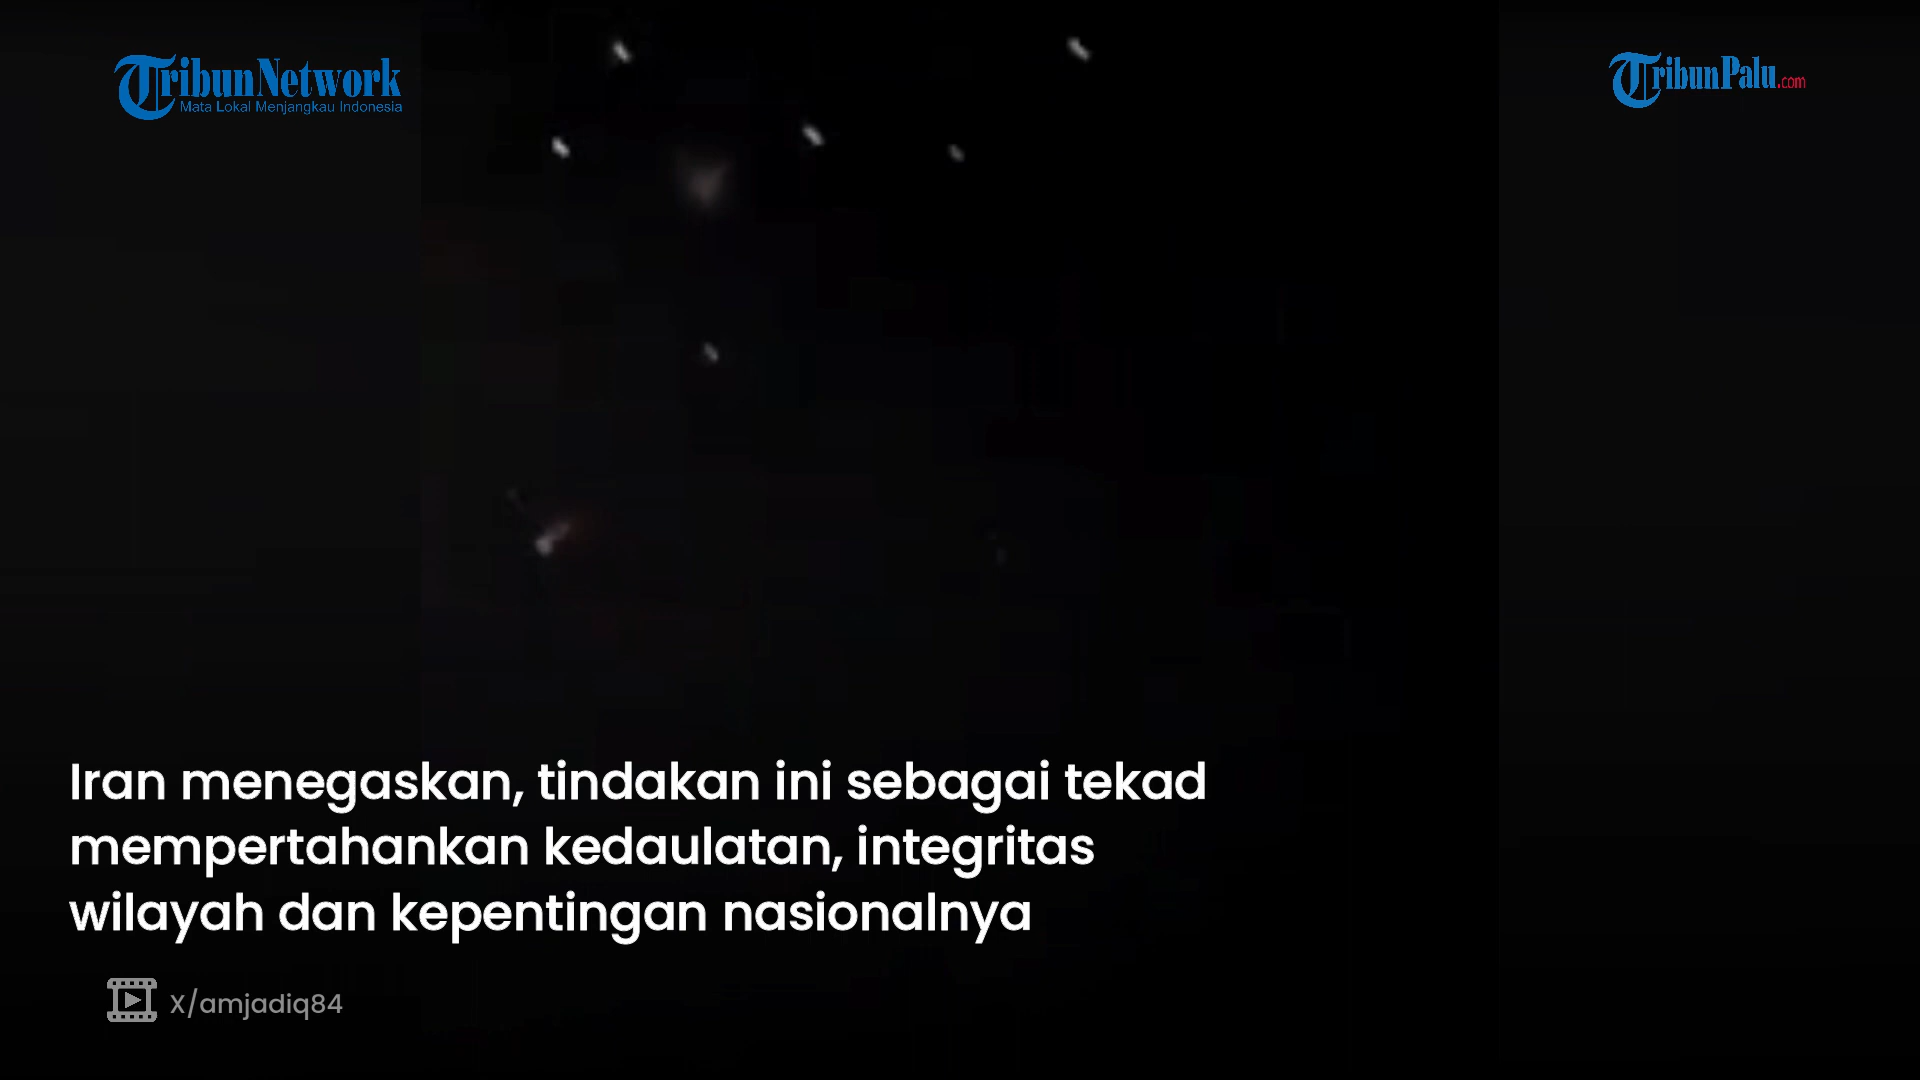 TribunNetwork
Mata Lokal Menjangkau Indonesia
TribunPalu.com
Iran menegaskan, tindakan ini sebagai tekad
mempertahankan kedaulatan, integritas
wilayah dan kepentingan nasionalnya
X/amjadiq84